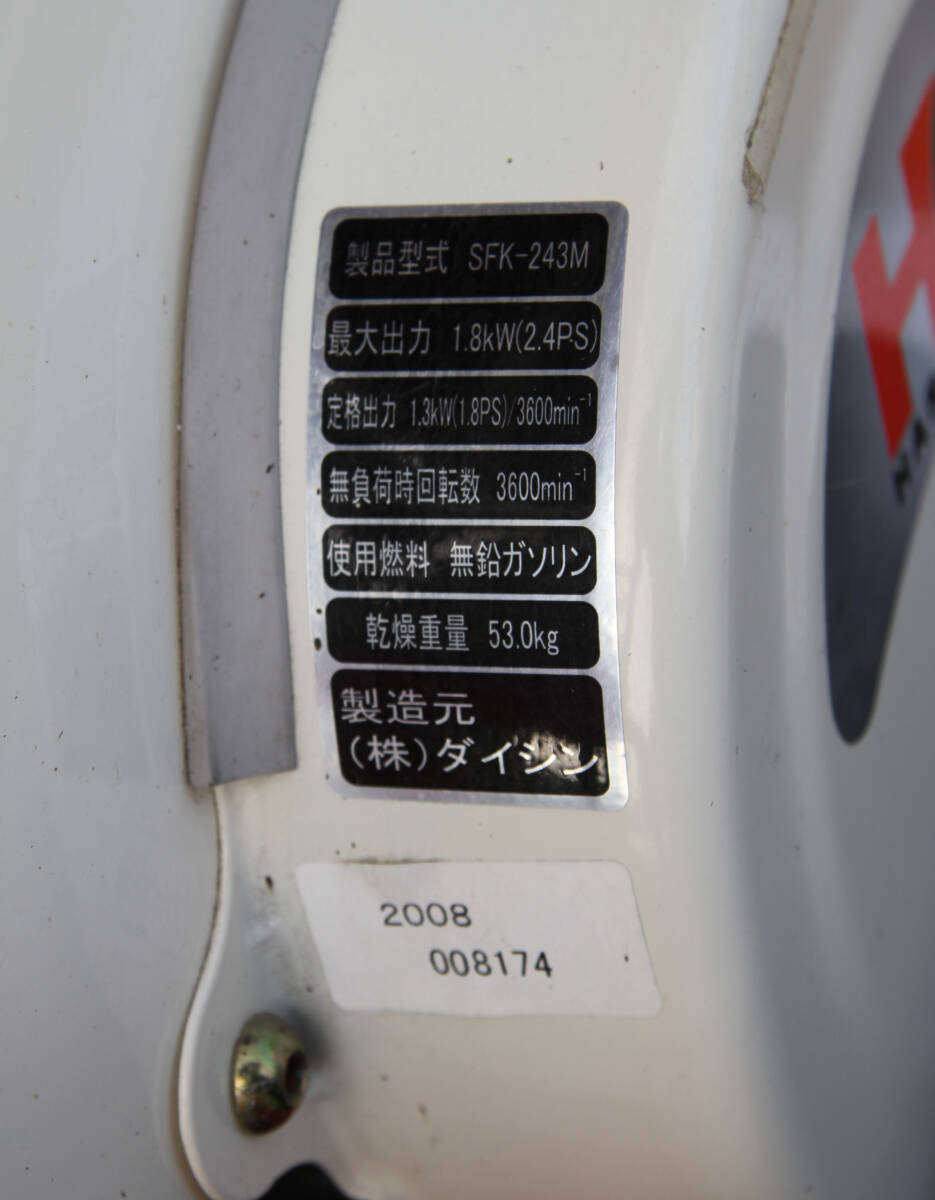 製品型式 SFK-243M
最大出力 1.8kW(2.4PS)
定格出力 1.3kW(1.8PS)/3600min⁻¹
無負荷時回転数 3600min⁻¹
使用燃料 無鉛ガソリン
乾燥重量 53.0kg
製造元
(株)ダイシン
2008
008174